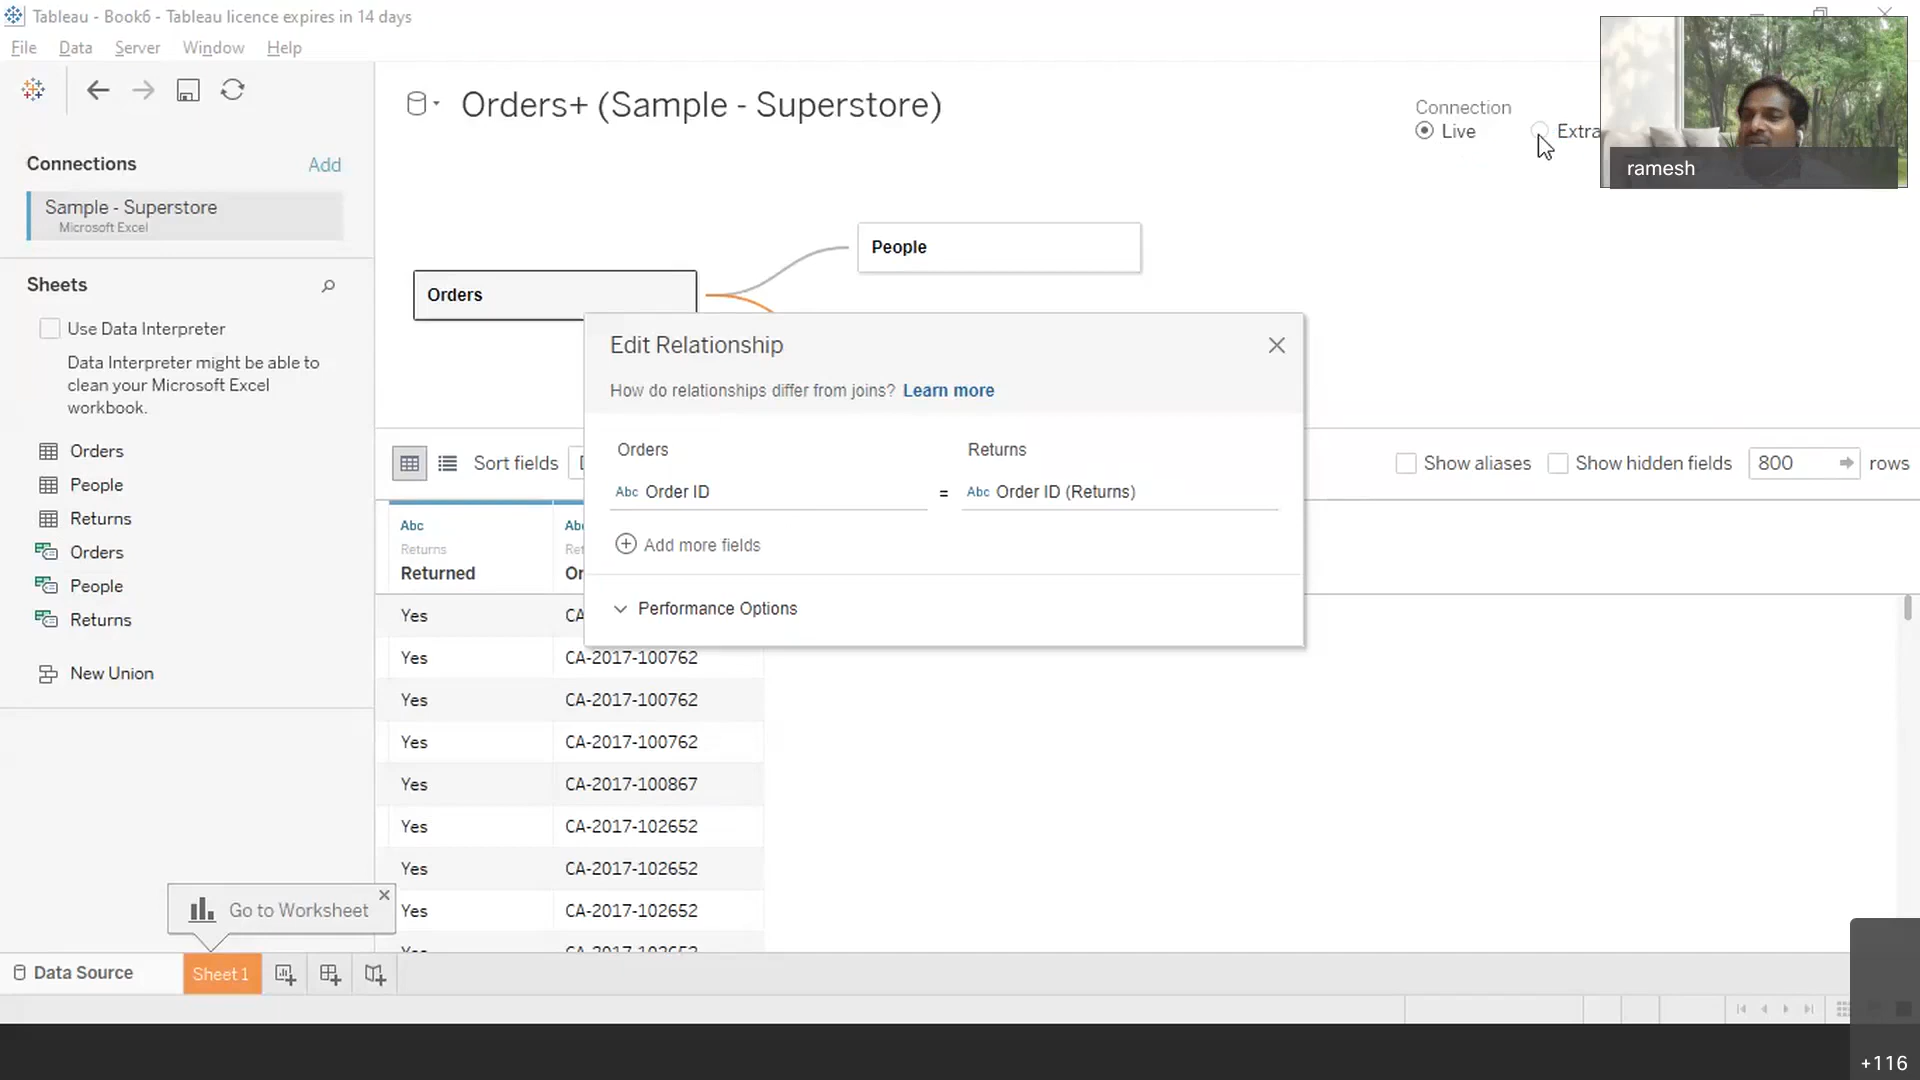 Tableau - Book6 - Tableau licence expires in 14 days
File Data Server Window Help
Orders+ (Sample - Superstore)
Connection
Live
ramesh
Connections Add
Sample - Superstore
Microsoft Excel
Sheets
Use Data Interpreter
Data Interpreter might be able to
clean your Microsoft Excel
workbook.
Orders
People
Returns
Orders
People
Returns
New Union
People
Orders
Edit Relationship
How do relationships differ from joins? Learn more
Orders Returns
Abc Order ID = Abc Order ID (Returns)
Add more fields
Performance Options
Sort fields
Show aliases Show hidden fields 800 rows
Abc
Returns
Returned
Yes
Yes CA-2017-100762
Yes CA-2017-100762
Yes CA-2017-100762
Yes CA-2017-100867
Yes CA-2017-102652
Yes CA-2017-102652
Yes CA-2017-102652
Go to Worksheet
Data Source Sheet 1
+116